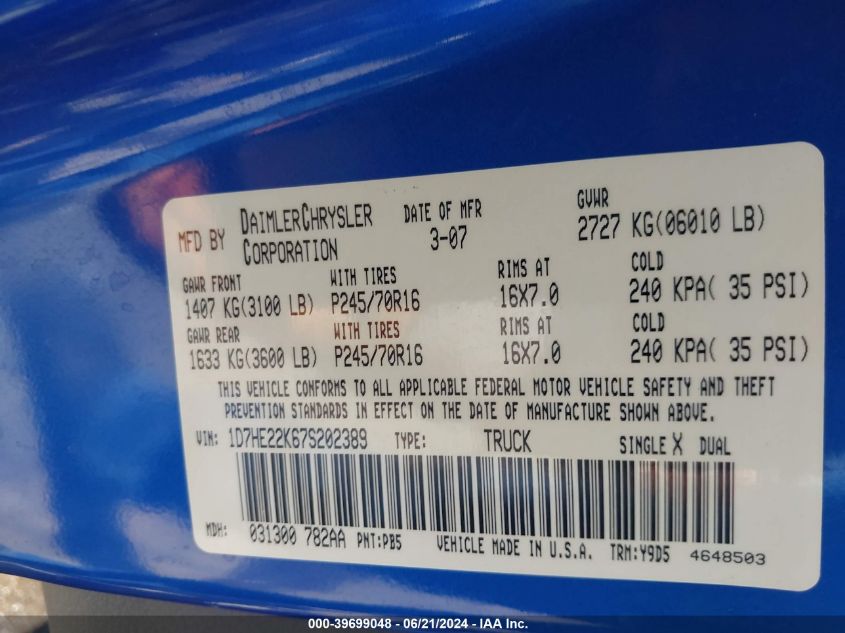 MFD BY DAIMLERCHRYSLER CORPORATION DATE OF MFR 3-07 GVWR 2727 KG(06010 LB)
GAWR FRONT WITH TIRES RIMS AT COLD
1407 KG(3100 LB) P245/70R16 16X7.0 240 KPA( 35 PSI)
GAWR REAR WITH TIRES RIMS AT COLD
1633 KG(3600 LB) P245/70R16 16X7.0 240 KPA( 35 PSI)
THIS VEHICLE CONFORMS TO ALL APPLICABLE FEDERAL MOTOR VEHICLE SAFETY AND THEFT
PREVENTION STANDARDS IN EFFECT ON THE DATE OF MANUFACTURE SHOWN ABOVE.
VIN: 1D7HE22K67S202389 TYPE: TRUCK SINGLE X DUAL
MDH: 031300 782AA PNT:PB5 VEHICLE MADE IN U.S.A. TRM:Y9D5 4648503
000-39699048 - 06/21/2024 - IAA Inc.